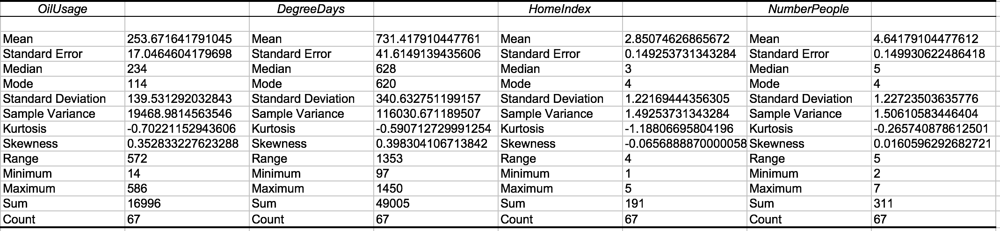 OilUsage DegreeDays HomeIndex NumberPeople
Mean 253.671641791045 Mean 731.417910447761 Mean 2.85074626865672 Mean 4.64179104477612
Standard Error 17.0464604179698 Standard Error 41.6149139435606 Standard Error 0.149253731343284 Standard Error 0.149930622486418
Median 234 Median 628 Median 3 Median 5
Mode 114 Mode 620 Mode 4 Mode 4
Standard Deviation 139.531292032843 Standard Deviation 340.632751199157 Standard Deviation 1.22169444356305 Standard Deviation 1.22723503635776
Sample Variance 19468.9814563546 Sample Variance 116030.671189507 Sample Variance 1.49253731343284 Sample Variance 1.50610583446404
Kurtosis -0.70221152943606 Kurtosis -0.590712729991254 Kurtosis -1.18806695804196 Kurtosis -0.265740878612501
Skewness 0.352833227623288 Skewness 0.398304106713842 Skewness -0.0656888870000058 Skewness 0.0160596292682721
Range 572 Range 1353 Range 4 Range 5
Minimum 14 Minimum 97 Minimum 1 Minimum 2
Maximum 586 Maximum 1450 Maximum 5 Maximum 7
Sum 16996 Sum 49005 Sum 191 Sum 311
Count 67 Count 67 Count 67 Count 67